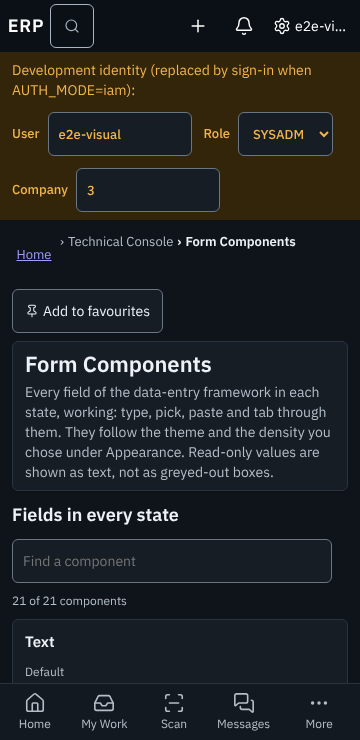 ERP
e2e-vi...
Development identity (replaced by sign-in when
AUTH_MODE=iam):
User e2e-visual Role SYSADM
Company 3
Home › Technical Console › Form Components
Add to favourites
Form Components
Every field of the data-entry framework in each
state, working: type, pick, paste and tab through
them. They follow the theme and the density you
chose under Appearance. Read-only values are
shown as text, not as greyed-out boxes.
Fields in every state
Find a component
21 of 21 components
Text
Default
Home My Work Scan Messages More